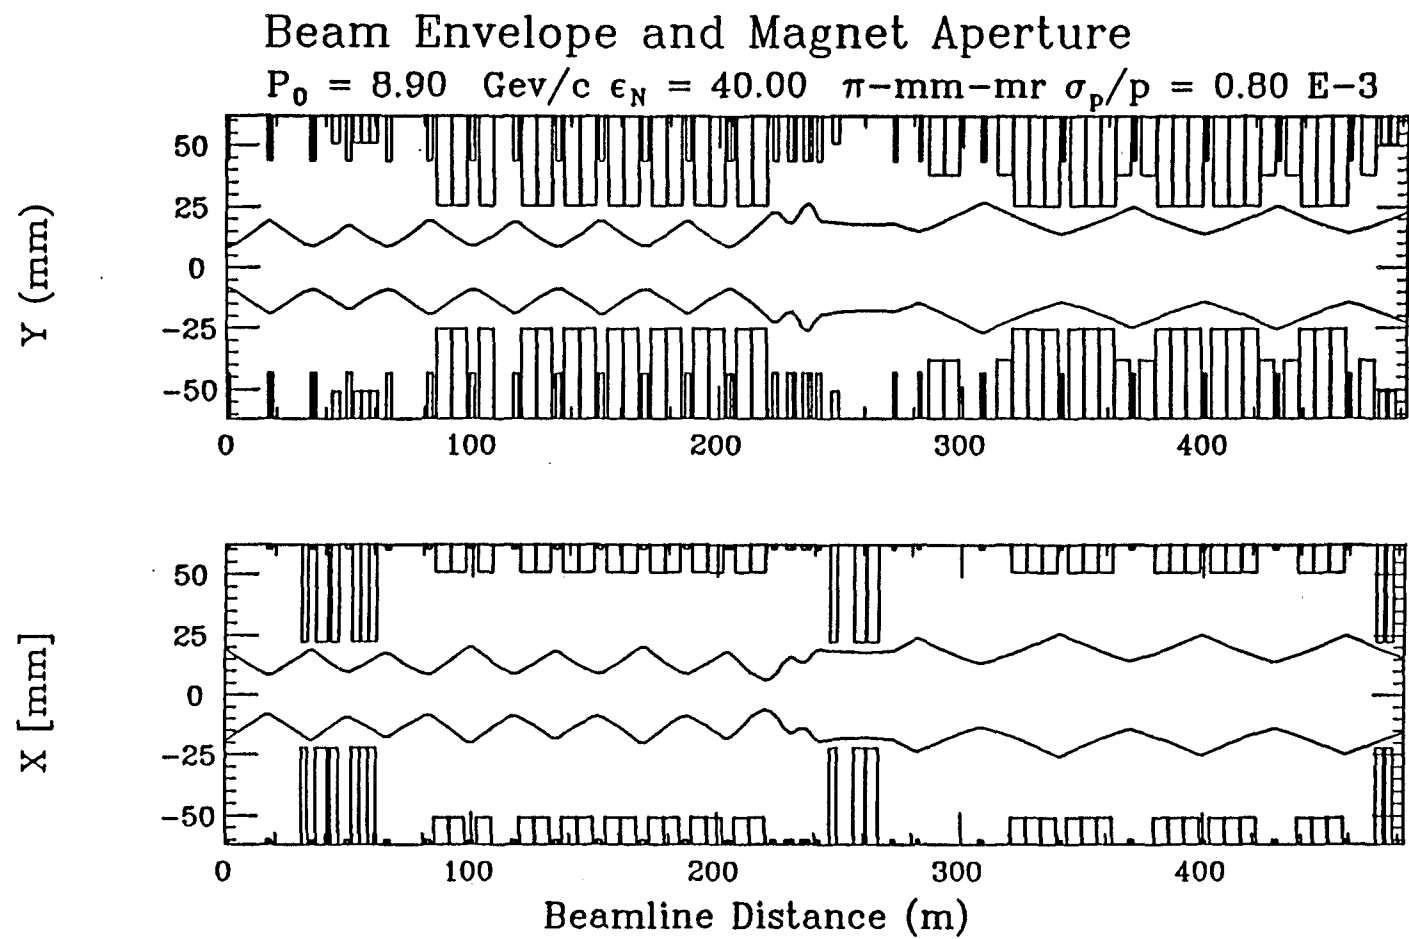 Beam Envelope and Magnet Aperture
P₀ = 8.90 Gev/c ϵ_N = 40.00 π-mm-mr σ_p/p = 0.80 E-3
Y (mm)
50
25
0
-25
-50
0 100 200 300 400
X [mm]
50
25
0
-25
-50
0 100 200 300 400
Beamline Distance (m)